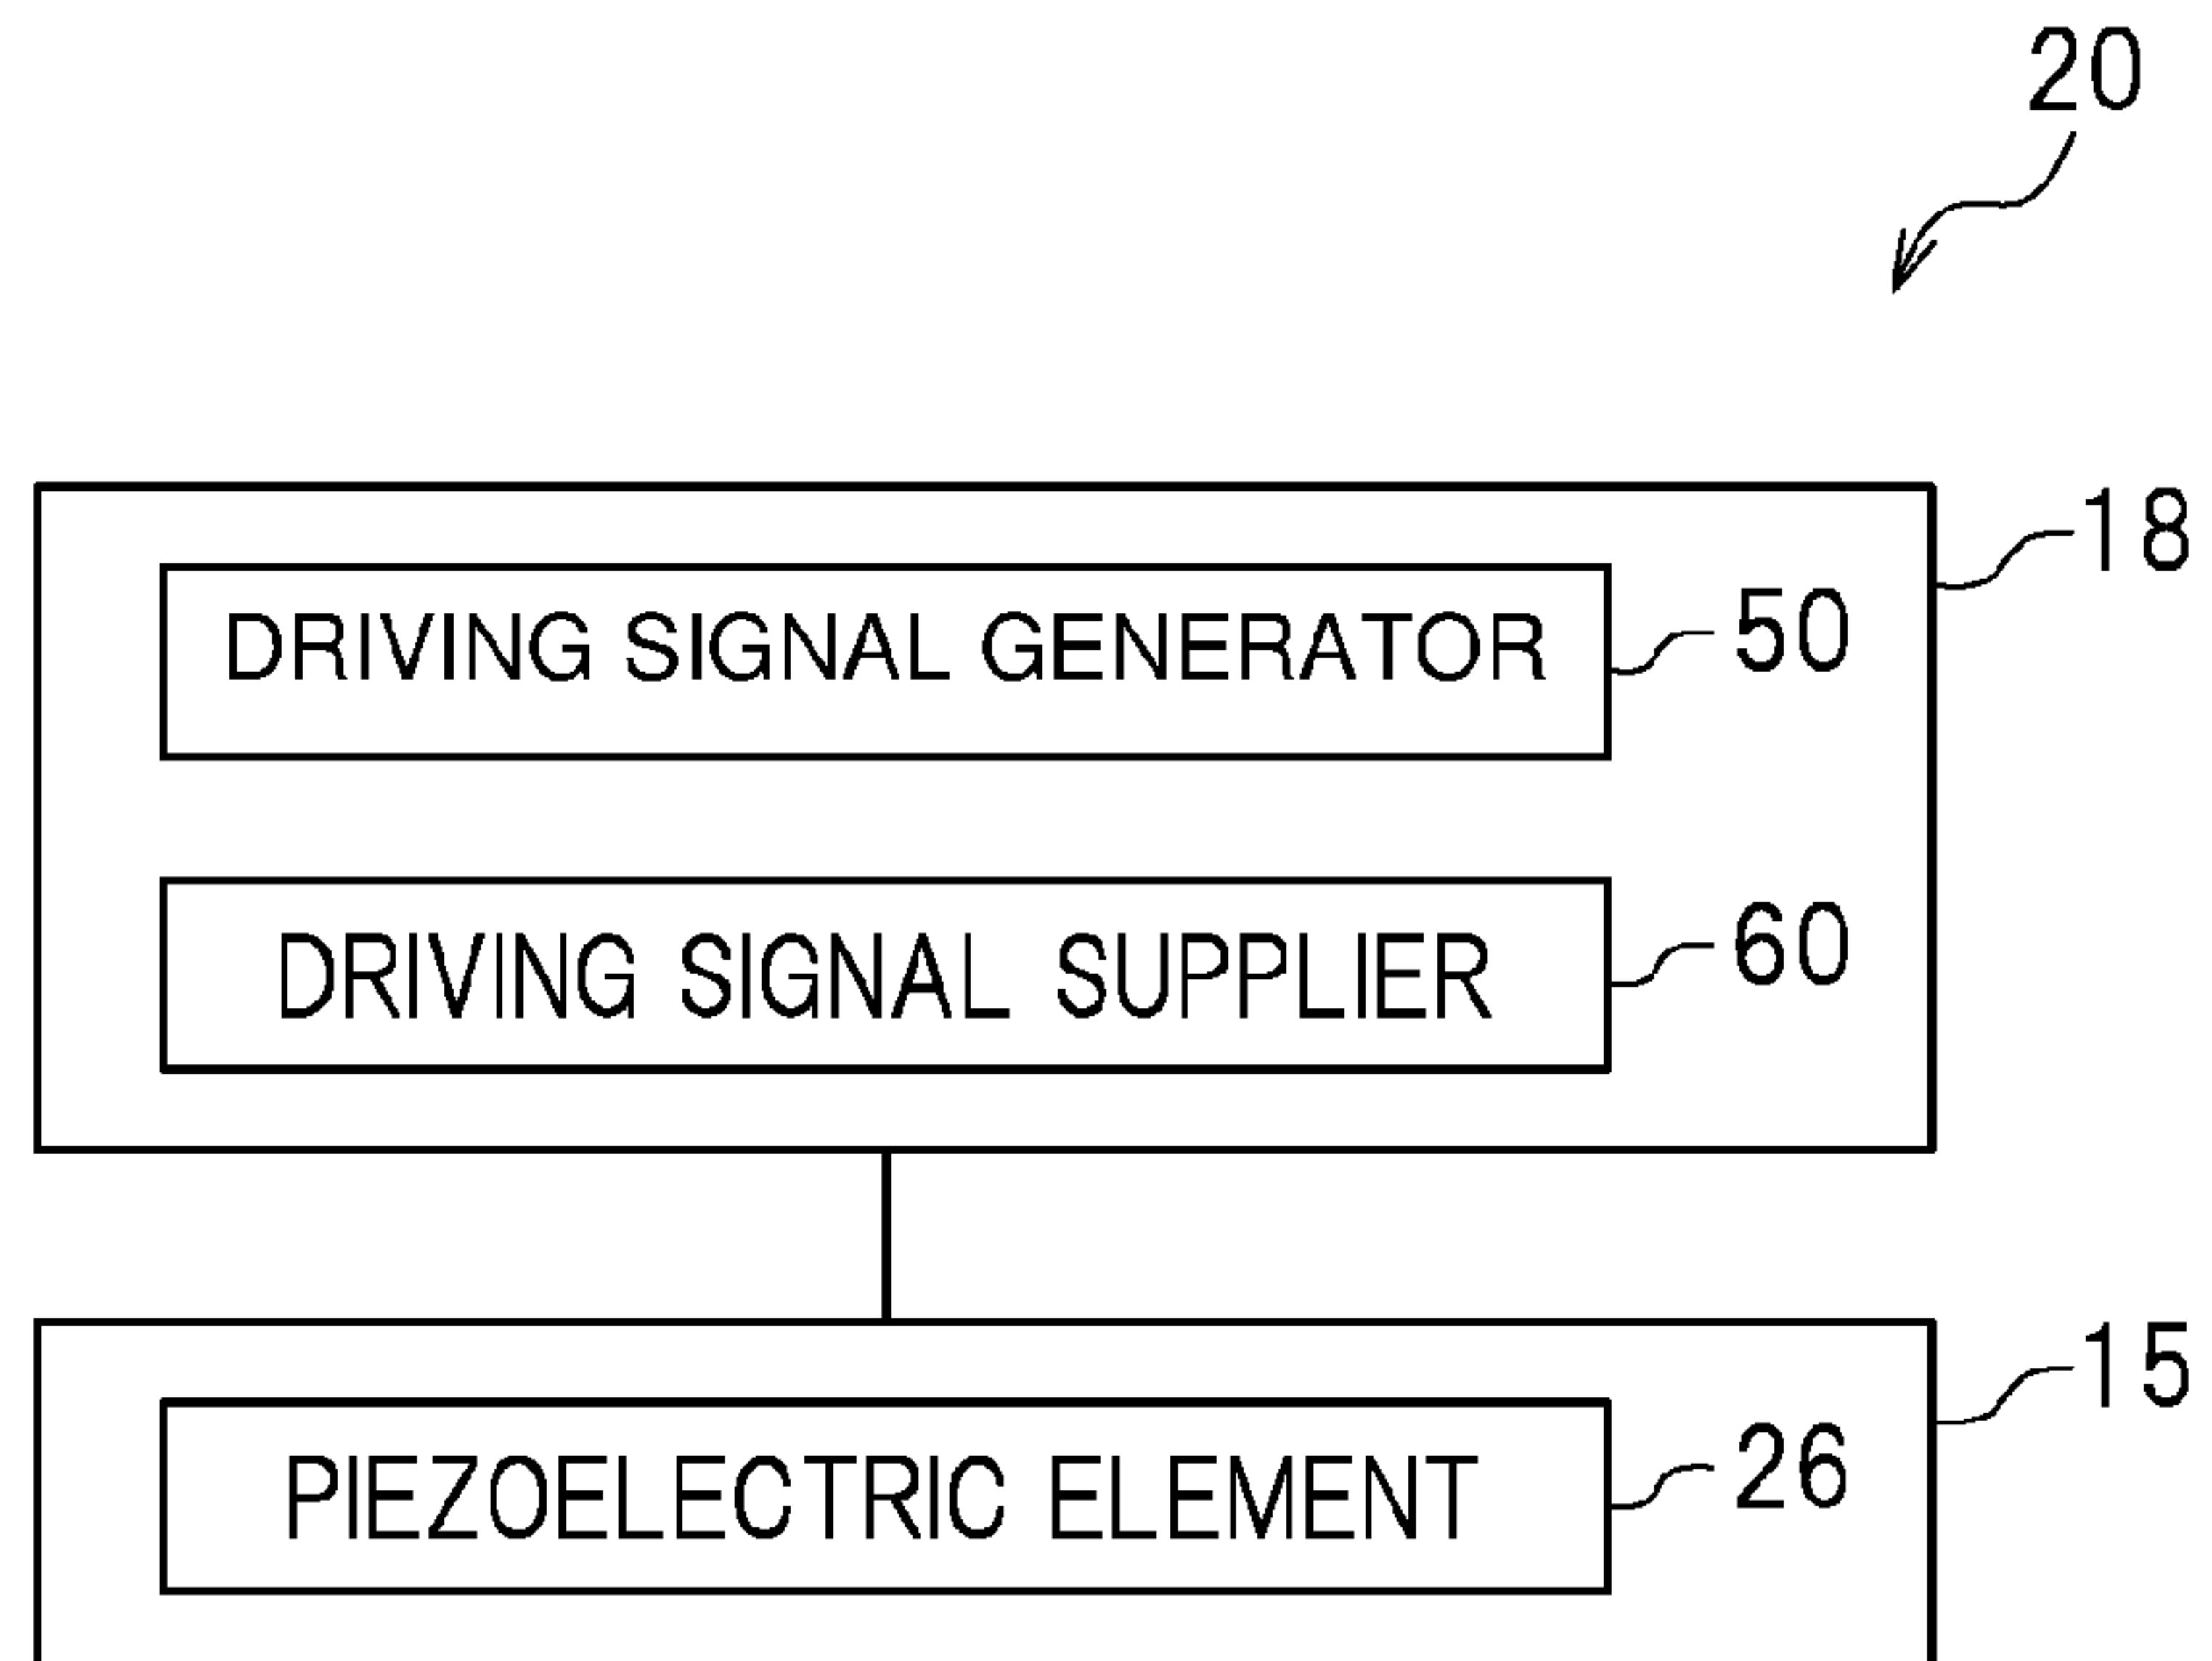 20
18
DRIVING SIGNAL GENERATOR
50
DRIVING SIGNAL SUPPLIER
60
15
PIEZOELECTRIC ELEMENT
26